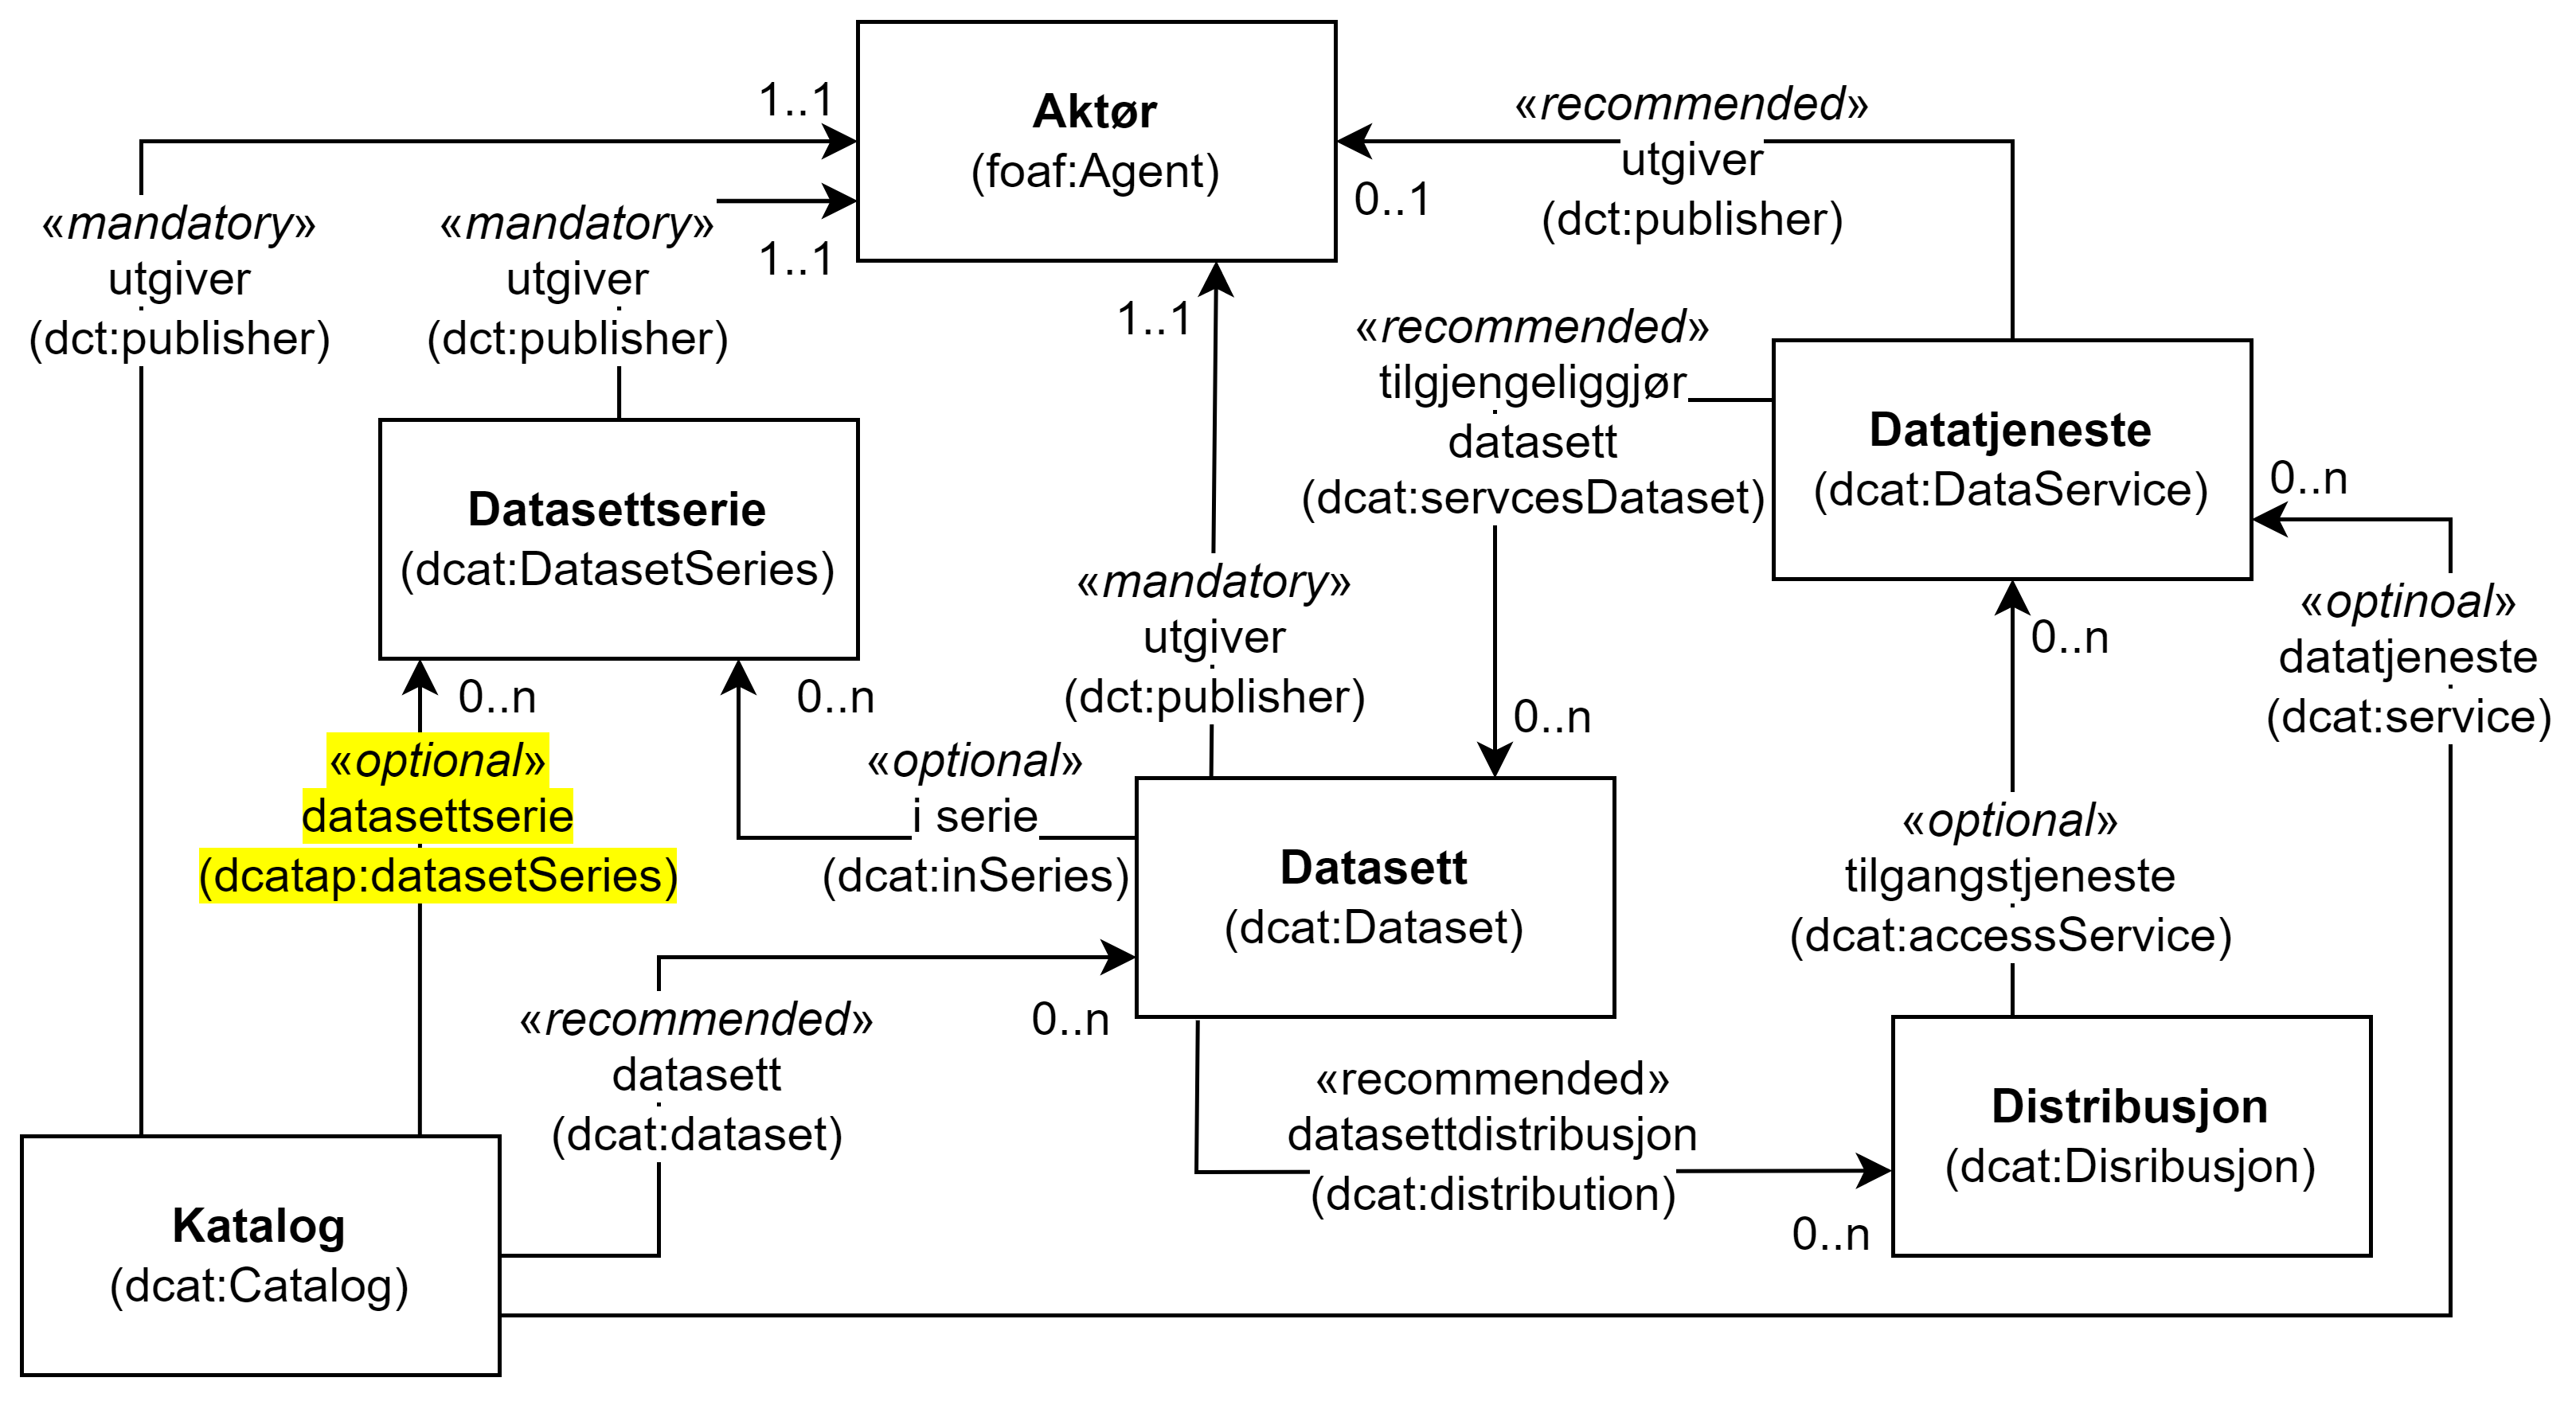 1..1
Aktør
(foaf:Agent)
«recommended»
utgiver
(dct:publisher)
0..1
«mandatory»
utgiver
(dct:publisher)
«mandatory»
utgiver
(dct:publisher)
1..1
1..1
«recommended»
tilgjengeliggjør
datasett
(dcat:servcesDataset)
Datatjeneste
(dcat:DataService)
0..n
Datasettserie
(dcat:DatasetSeries)
«mandatory»
utgiver
(dct:publisher)
0..n
«optinoal»
datatjeneste
(dcat:service)
0..n
0..n
0..n
«optional»
datasettserie
(dcatap:datasetSeries)
«optional»
i serie
(dcat:inSeries)
Datasett
(dcat:Dataset)
«optional»
tilgangstjeneste
(dcat:accessService)
«recommended»
datasett
(dcat:dataset)
0..n
«recommended»
datasettdistribusjon
(dcat:distribution)
0..n
Distribusjon
(dcat:Disribusjon)
Katalog
(dcat:Catalog)